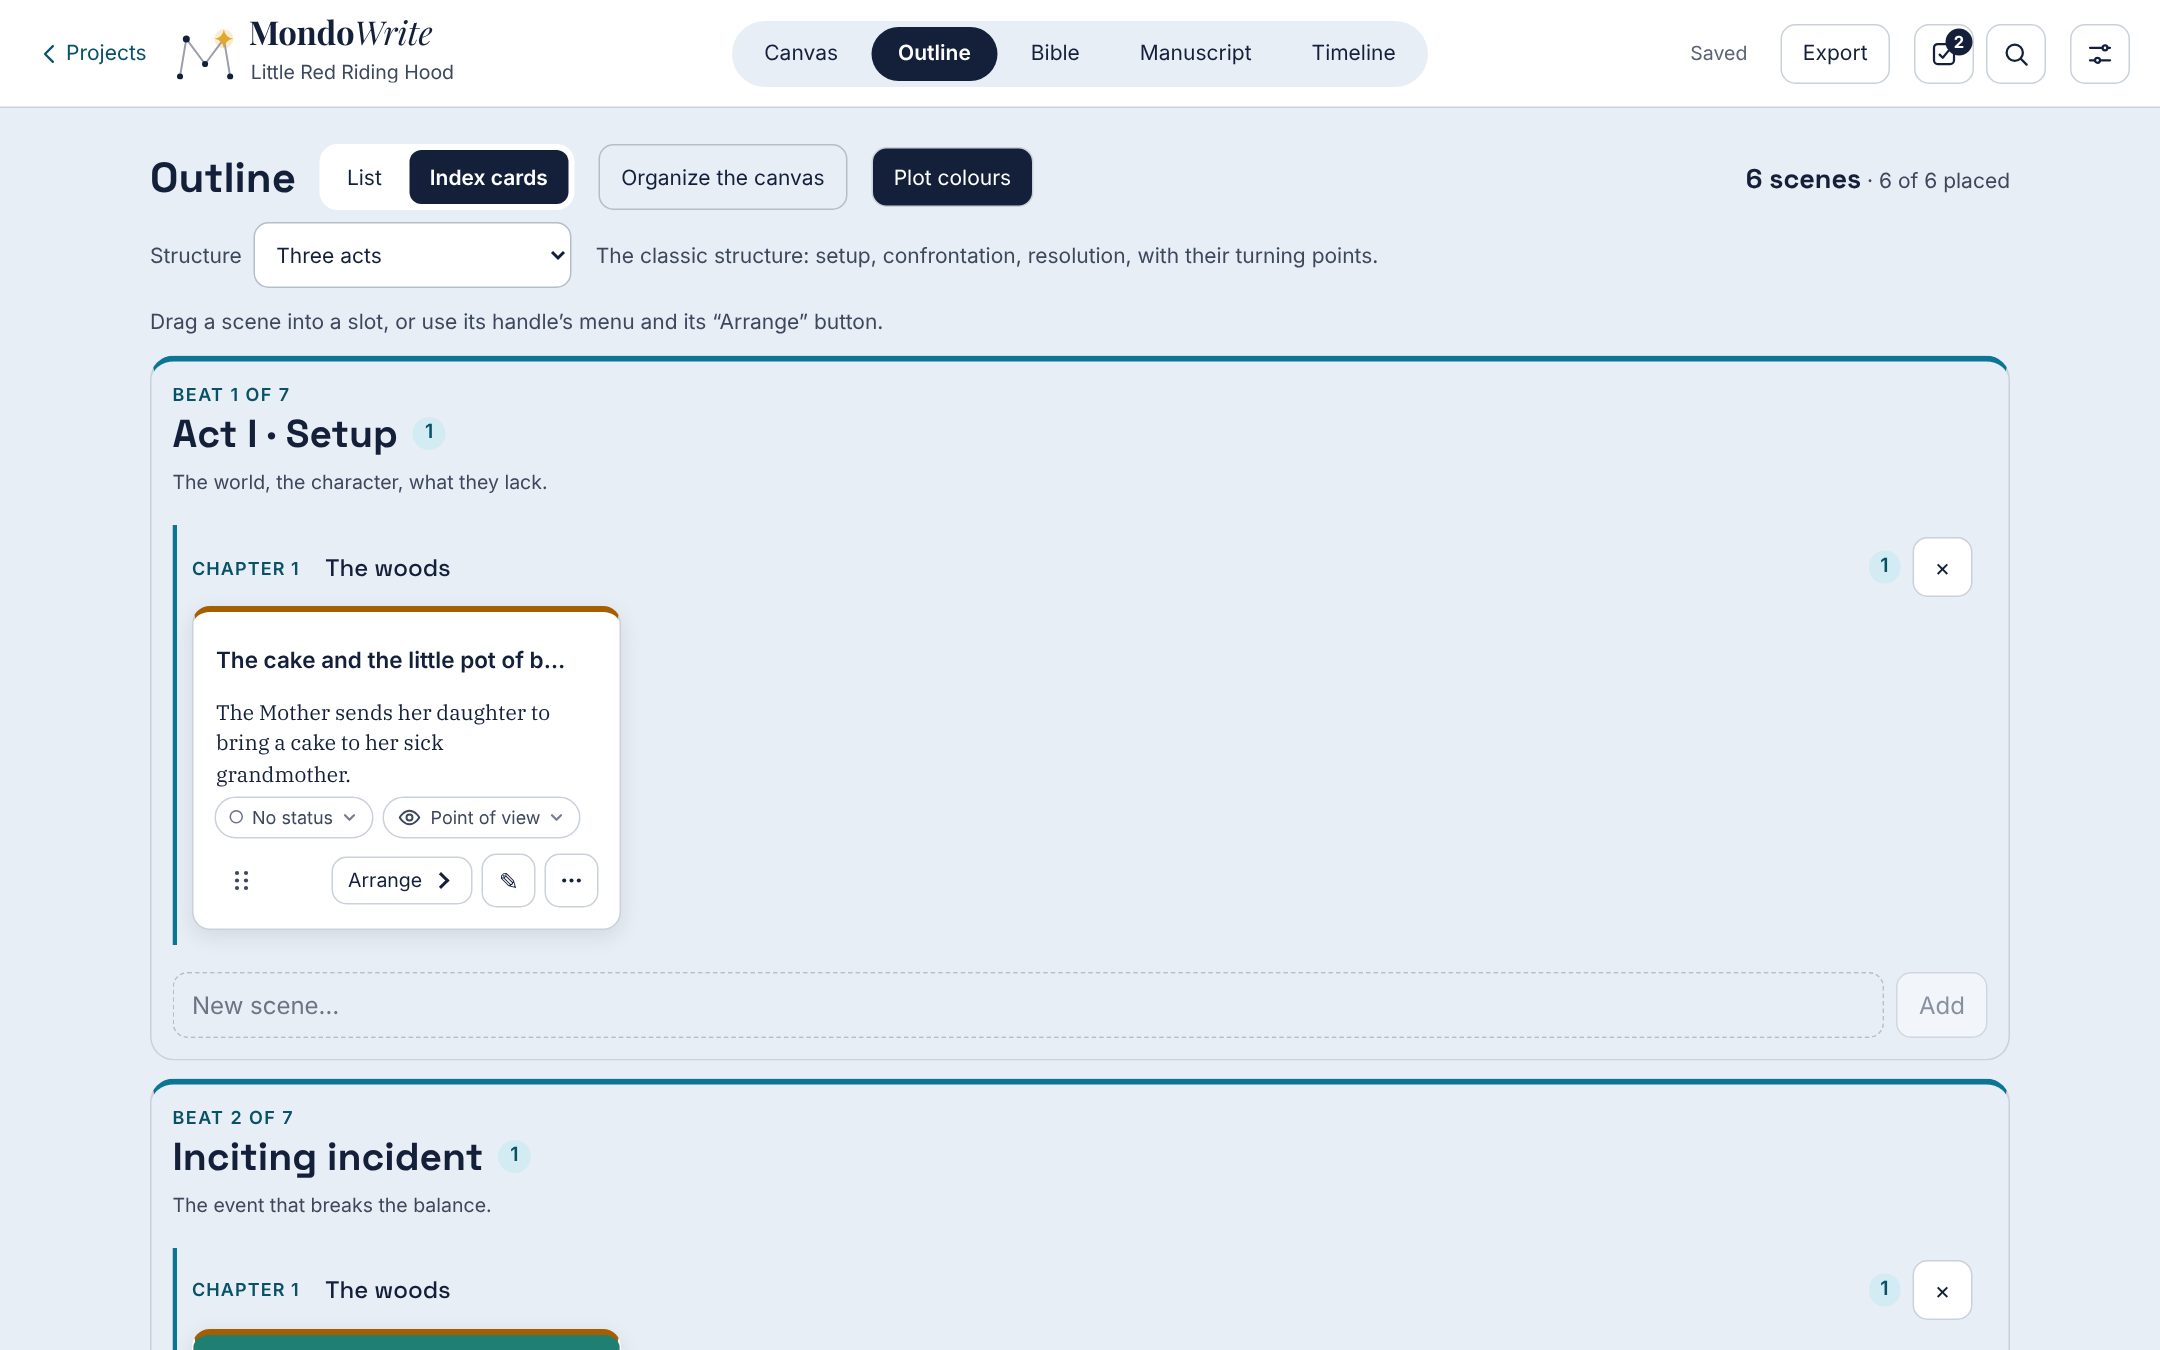 Projects
MondoWrite
Little Red Riding Hood
Canvas
Outline
Bible
Manuscript
Timeline
Saved
Export
2
Outline
List
Index cards
Organize the canvas
Plot colours
6 scenes · 6 of 6 placed
Structure
Three acts
The classic structure: setup, confrontation, resolution, with their turning points.
Drag a scene into a slot, or use its handle’s menu and its “Arrange” button.
BEAT 1 OF 7
Act I · Setup 1
The world, the character, what they lack.
CHAPTER 1 The woods
1
×
The cake and the little pot of b...
The Mother sends her daughter to
bring a cake to her sick
grandmother.
No status
Point of view
Arrange
New scene...
Add
BEAT 2 OF 7
Inciting incident 1
The event that breaks the balance.
CHAPTER 1 The woods
1
×